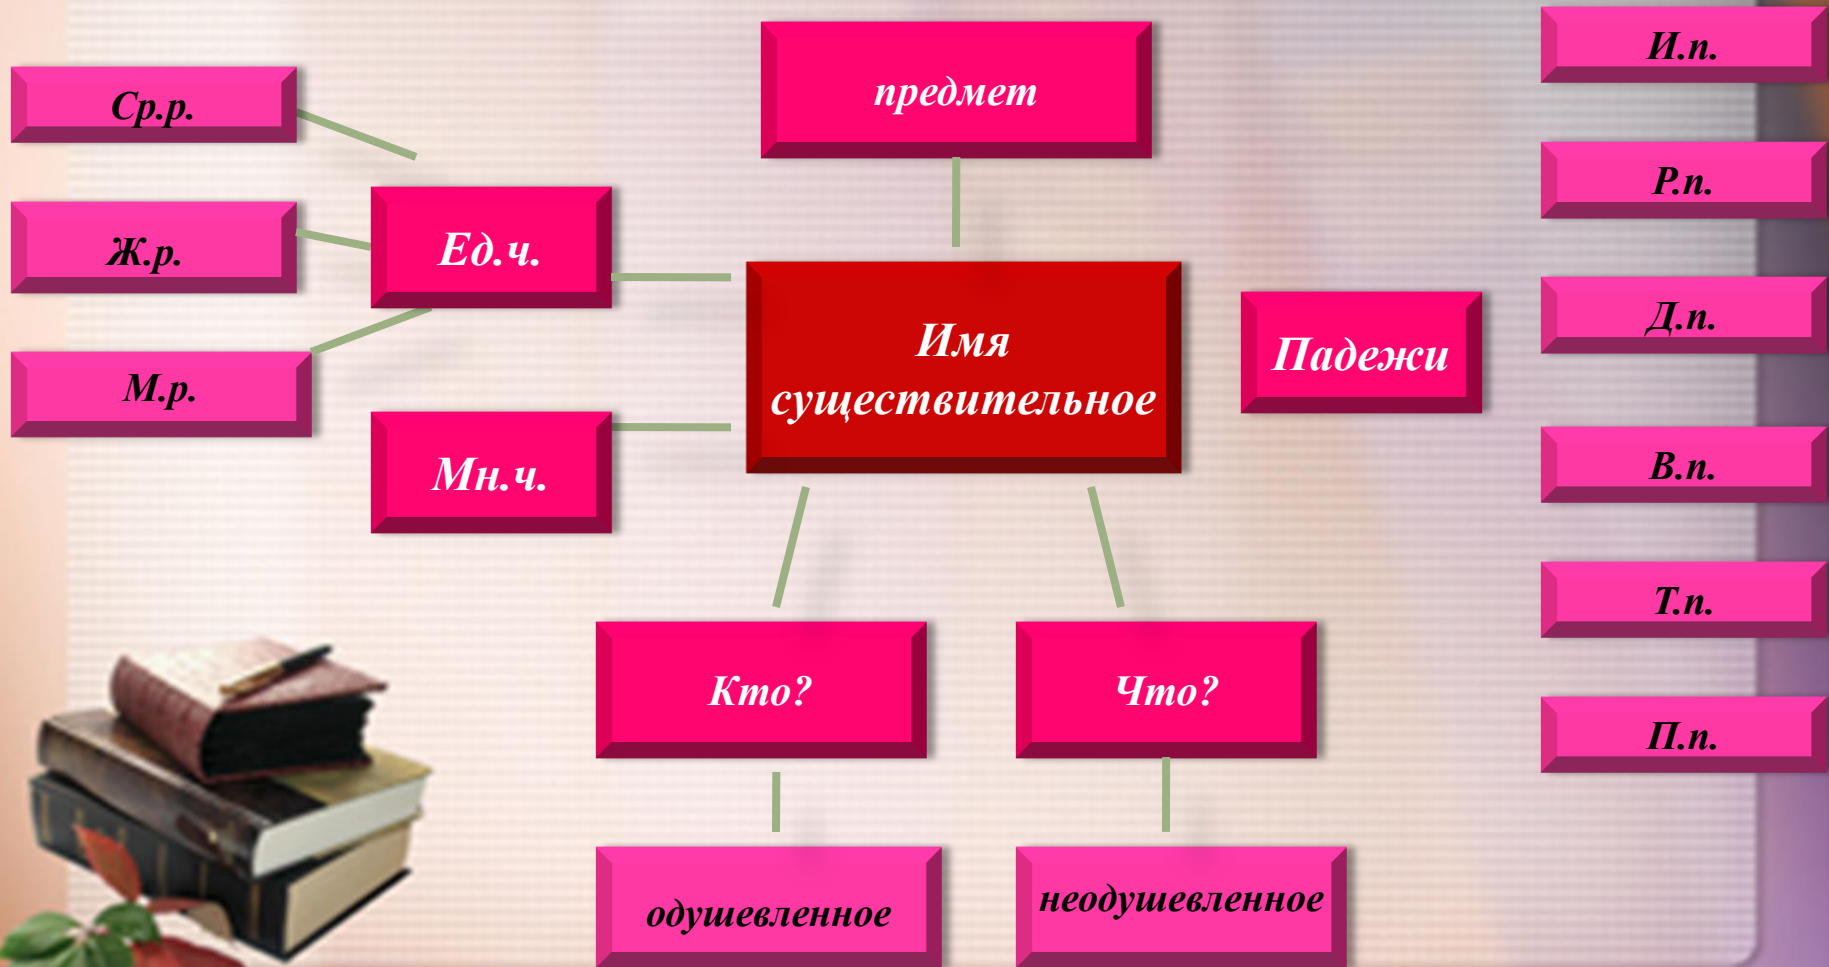 предмет
Ср.р.
Ж.р.
М.р.
Ед.ч.
Мн.ч.
Имя
существительное
Падежи
И.п.
Р.п.
Д.п.
В.п.
Т.п.
П.п.
Кто?
Что?
одушевленное
неодушевленное